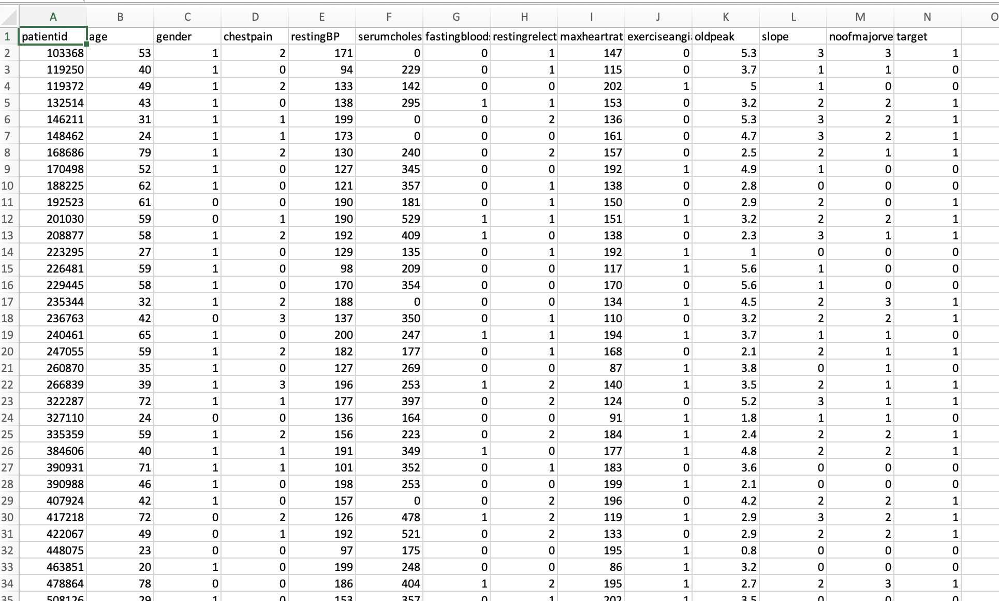 A B C D E F G H I J K L M N O
1 patientid age gender chestpain restingBP serumcholes fastingblood restingrelect maxheartrat exerciseangi oldpeak slope noofmajorve target
2 103368 53 1 2 171 0 0 1 147 0 5.3 3 3 1
3 119250 40 1 0 94 229 0 1 115 0 3.7 1 1 0
4 119372 49 1 2 133 142 0 0 202 1 5 1 0 0
5 132514 43 1 0 138 295 1 1 153 0 3.2 2 2 1
6 146211 31 1 1 199 0 0 2 136 0 5.3 3 2 1
7 148462 24 1 1 173 0 0 0 161 0 4.7 3 2 1
8 168686 79 1 2 130 240 0 2 157 0 2.5 2 1 1
9 170498 52 1 0 127 345 0 0 192 1 4.9 1 0 0
10 188225 62 1 0 121 357 0 1 138 0 2.8 0 0 0
11 192523 61 0 0 190 181 0 1 150 0 2.9 2 0 1
12 201030 59 0 1 190 529 1 1 151 1 3.2 2 2 1
13 208877 58 1 2 192 409 1 0 138 0 2.3 3 1 1
14 223295 27 1 0 129 135 0 1 192 1 1 0 0 0
15 226481 59 1 0 98 209 0 0 117 1 5.6 1 0 0
16 229445 58 1 0 170 354 0 0 170 0 5.6 1 0 0
17 235344 32 1 2 188 0 0 0 134 1 4.5 2 3 1
18 236763 42 0 3 137 350 0 1 110 0 3.2 2 2 1
19 240461 65 1 0 200 247 1 1 194 1 3.7 1 1 0
20 247055 59 1 2 182 177 0 1 168 0 2.1 2 1 1
21 260870 35 1 0 127 269 0 0 87 1 3.8 0 1 0
22 266839 39 1 3 196 253 1 2 140 1 3.5 2 1 1
23 322287 72 1 1 177 397 0 2 124 0 5.2 3 1 1
24 327110 24 0 0 136 164 0 0 91 1 1.8 1 1 0
25 335359 59 1 2 156 223 0 2 184 1 2.4 2 2 1
26 384606 40 1 1 191 349 1 0 177 1 4.8 2 2 1
27 390931 71 1 1 101 352 0 1 183 0 3.6 0 0 0
28 390988 46 1 0 198 253 0 0 199 1 2.1 0 0 0
29 407924 42 1 0 157 0 0 2 196 0 4.2 2 2 1
30 417218 72 0 2 126 478 1 2 119 1 2.9 3 2 1
31 422067 49 0 1 192 521 0 2 133 0 2.9 2 2 1
32 448075 23 0 0 97 175 0 0 195 1 0.8 0 0 0
33 463851 20 1 0 199 248 0 0 86 1 3.2 0 0 0
34 478864 78 0 0 186 404 1 2 195 1 2.7 2 3 1
35 508126 29 1 0 153 357 0 1 202 1 3.5 0 0 0